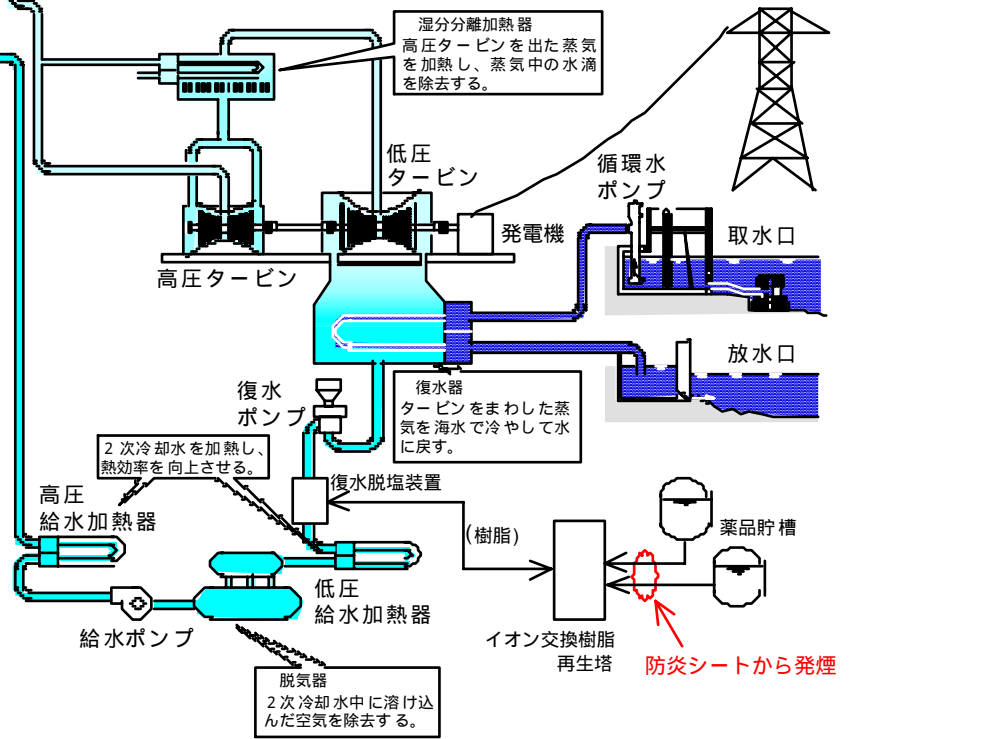 湿分分離加熱器
高圧タービンを出た蒸気
を加熱し、蒸気中の水滴
を除去する。
低圧
タービン
循環水
ポンプ
発電機
取水口
高圧タービン
放水口
復水
ポンプ
復水器
タービンをまわした蒸
気を海水で冷やして水
に戻す。
2次冷却水を加熱し、
熱効率を向上させる。
高圧
給水加熱器
復水脱塩装置
(樹脂)
薬品貯槽
低圧
給水加熱器
給水ポンプ
イオン交換樹脂
再生塔
防炎シートから発煙
脱気器
2次冷却水中に溶け込
んだ空気を除去する。